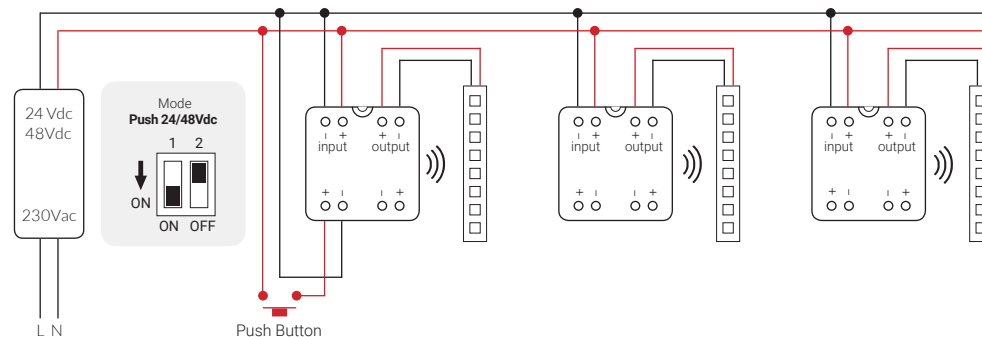 24 Vdc
48Vdc
230Vac
L N
Mode
Push 24/48Vdc
1 2
ON
ON OFF
Push Button
– + + –
input output
+ – – +
– + + –
input output
+ – – +
– + + –
input output
+ – – +